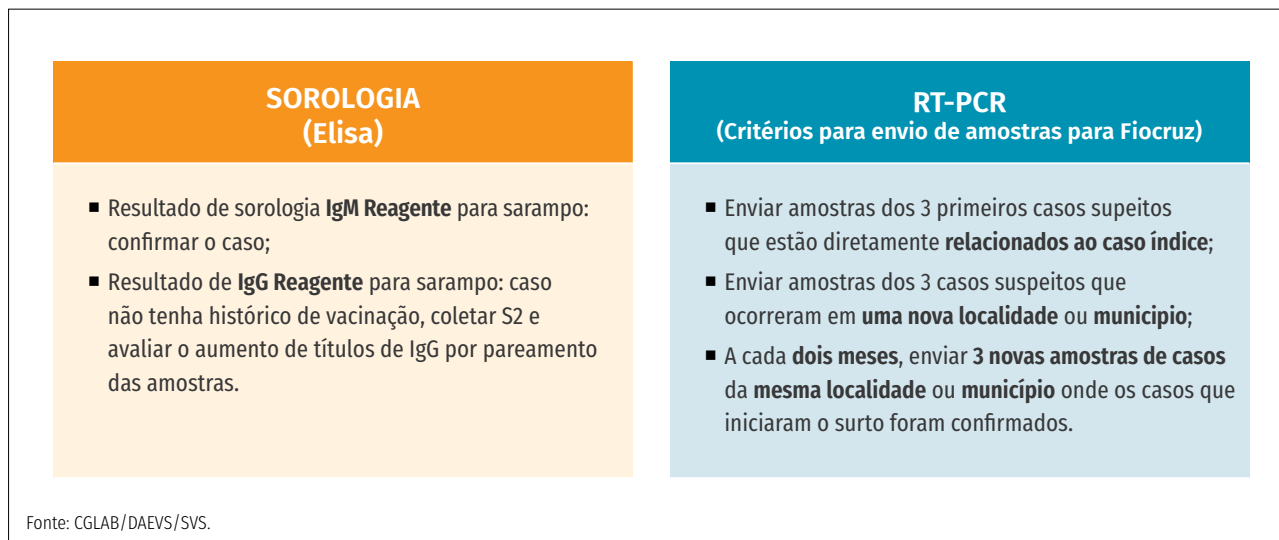 SOROLOGIA
(Elisa)
■ Resultado de sorologia IgM Reagente para sarampo:
confirmar o caso;
■ Resultado de IgG Reagente para sarampo: caso
não tenha histórico de vacinação, coletar S2 e
avaliar o aumento de títulos de IgG por pareamento
das amostras.
RT-PCR
(Critérios para envio de amostras para Fiocruz)
■ Enviar amostras dos 3 primeiros casos supeitos
que estão diretamente relacionados ao caso índice;
■ Enviar amostras dos 3 casos suspeitos que
ocorreram em uma nova localidade ou municipio;
■ A cada dois meses, enviar 3 novas amostras de casos
da mesma localidade ou município onde os casos que
iniciaram o surto foram confirmados.
Fonte: CGLAB/DAEVS/SVS.